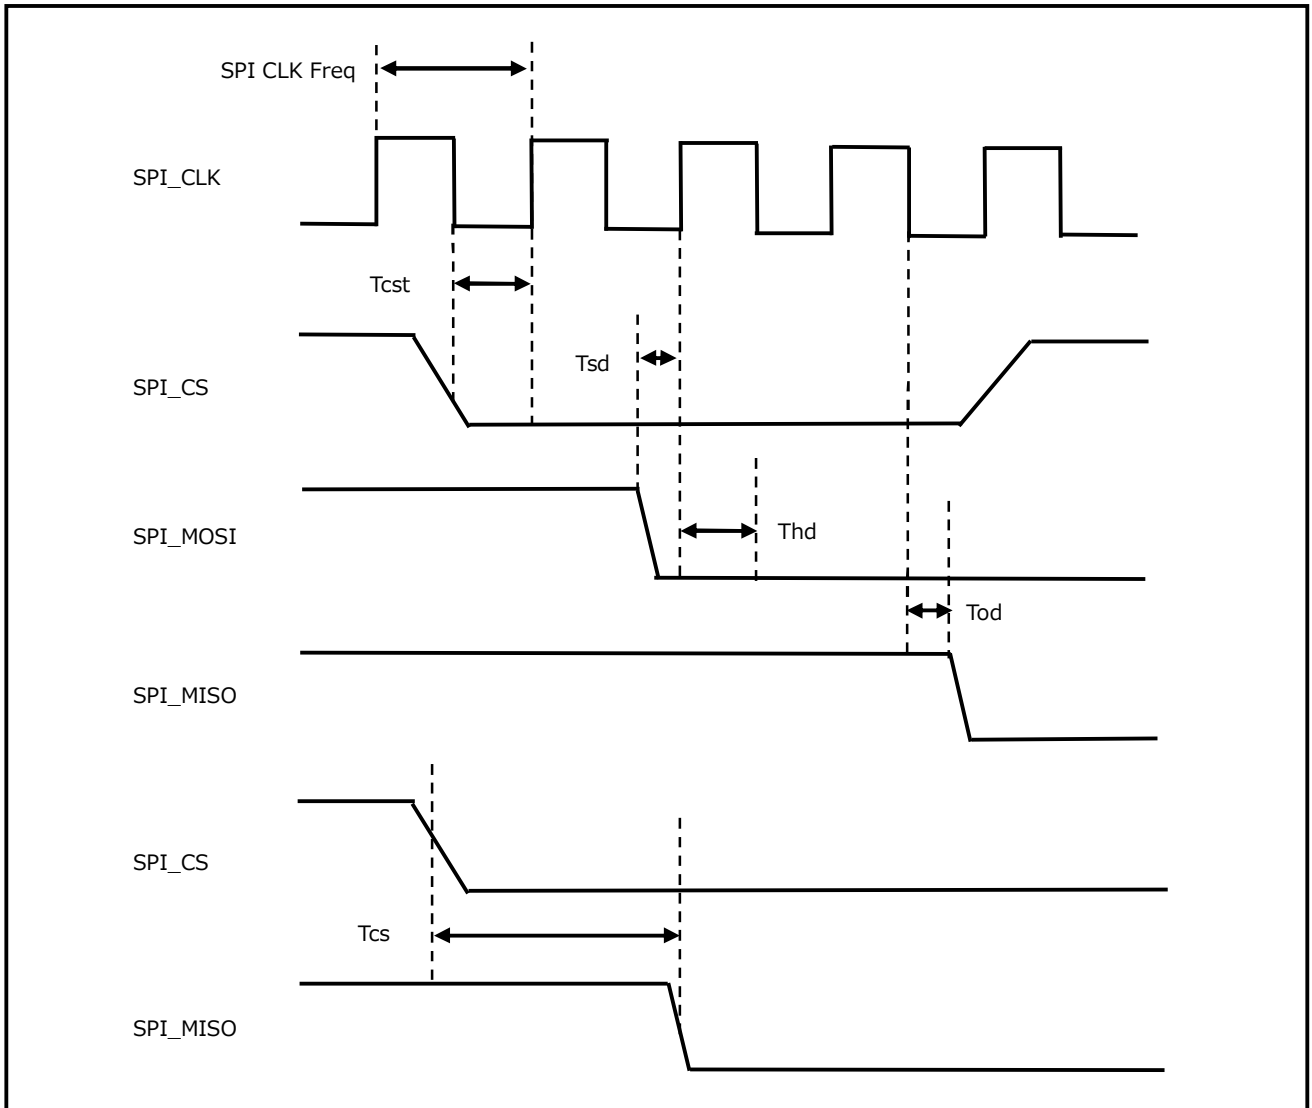 SPI CLK Freq
SPI_CLK
Tcst
Tsd
SPI_CS
SPI_MOSI
Thd
Tod
SPI_MISO
SPI_CS
Tcs
SPI_MISO